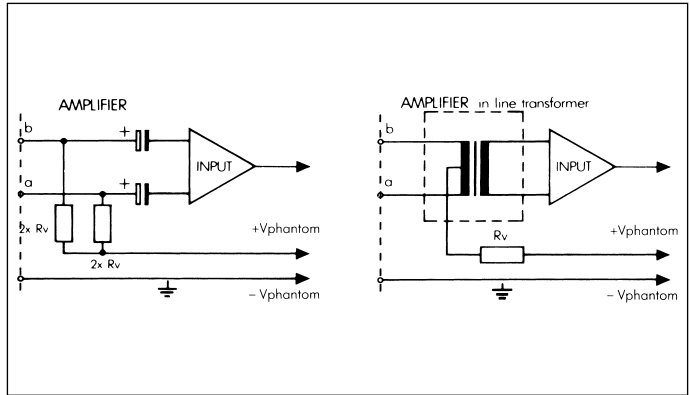 AMPLIFIER
b
+
INPUT
a
+
2x Rv
2x Rv
+Vphantom
– Vphantom
AMPLIFIER in line transformer
b
INPUT
a
Rv
+Vphantom
– Vphantom